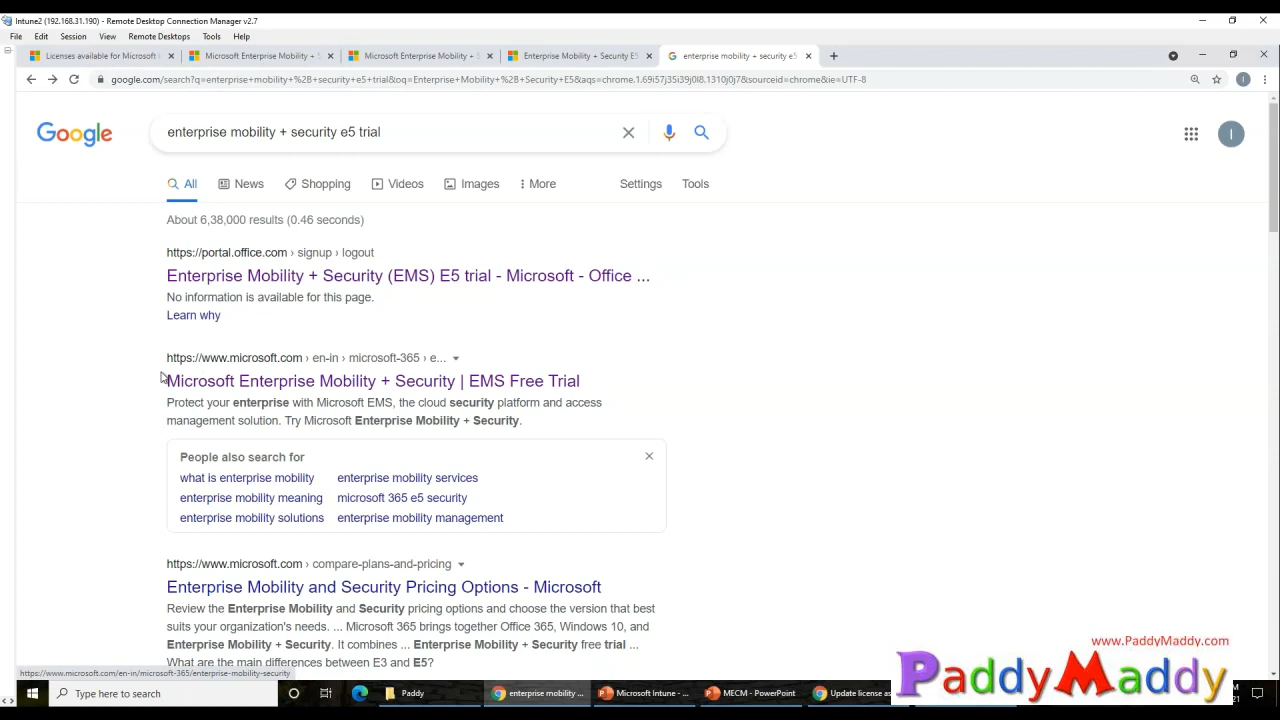 Intune2 (192.168.31.190) - Remote Desktop Connection Manager v2.7
File Edit Session View Remote Desktops Tools Help
Licenses available for Microsoft
Microsoft Enterprise Mobility +
Microsoft Enterprise Mobility +
Enterprise Mobility + Security E5
enterprise mobility + security e5
google.com/search?q=enterprise+mobility+%2B+security+e5+trial&oq=Enterprise+Mobility+%2B+Security+E5&aqs=chrome.1.69i57j35i39j0l8.1310j0j7&sourceid=chrome&ie=UTF-8
I
Google
enterprise mobility + security e5 trial
I
All News Shopping Videos Images More Settings Tools
About 6,38,000 results (0.46 seconds)
https://portal.office.com › signup › logout
Enterprise Mobility + Security (EMS) E5 trial - Microsoft - Office ...
No information is available for this page.
Learn why
https://www.microsoft.com › en-in › microsoft-365 › e...
Microsoft Enterprise Mobility + Security | EMS Free Trial
Protect your enterprise with Microsoft EMS, the cloud security platform and access
management solution. Try Microsoft Enterprise Mobility + Security.
People also search for
what is enterprise mobility enterprise mobility services
enterprise mobility meaning microsoft 365 e5 security
enterprise mobility solutions enterprise mobility management
https://www.microsoft.com › compare-plans-and-pricing
Enterprise Mobility and Security Pricing Options - Microsoft
Review the Enterprise Mobility and Security pricing options and choose the version that best
suits your organization's needs. ... Microsoft 365 brings together Office 365, Windows 10, and
Enterprise Mobility + Security. It combines ... Enterprise Mobility + Security free trial ...
What are the main differences between E3 and E5?
https://www.microsoft.com/en-in/microsoft-365/enterprise-mobility-security
www.PaddyMaddy.com
PaddyMaddy
Type here to search
Paddy
enterprise mobility ...
Microsoft Intune - ...
MECM - PowerPoint
Update license as